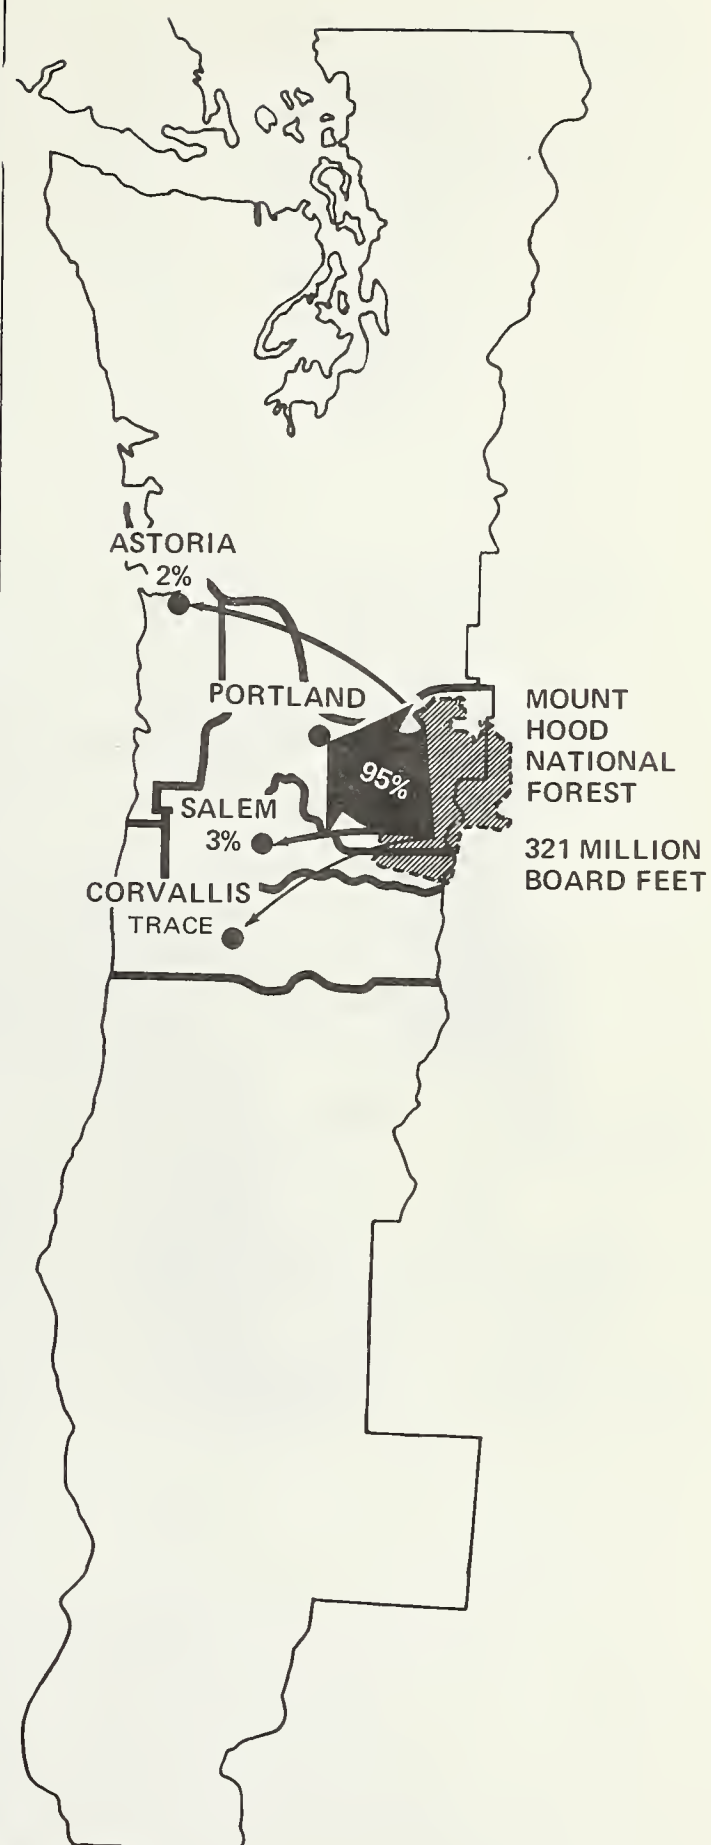 ASTORIA
2%
PORTLAND
95%
SALEM
3%
CORVALLIS
TRACE
MOUNT
HOOD
NATIONAL
FOREST
321 MILLION
BOARD FEET